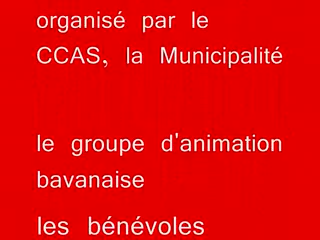 organisé par le
CCAS, la Municipalité
le groupe d'animation
bavanaise
les bénévoles